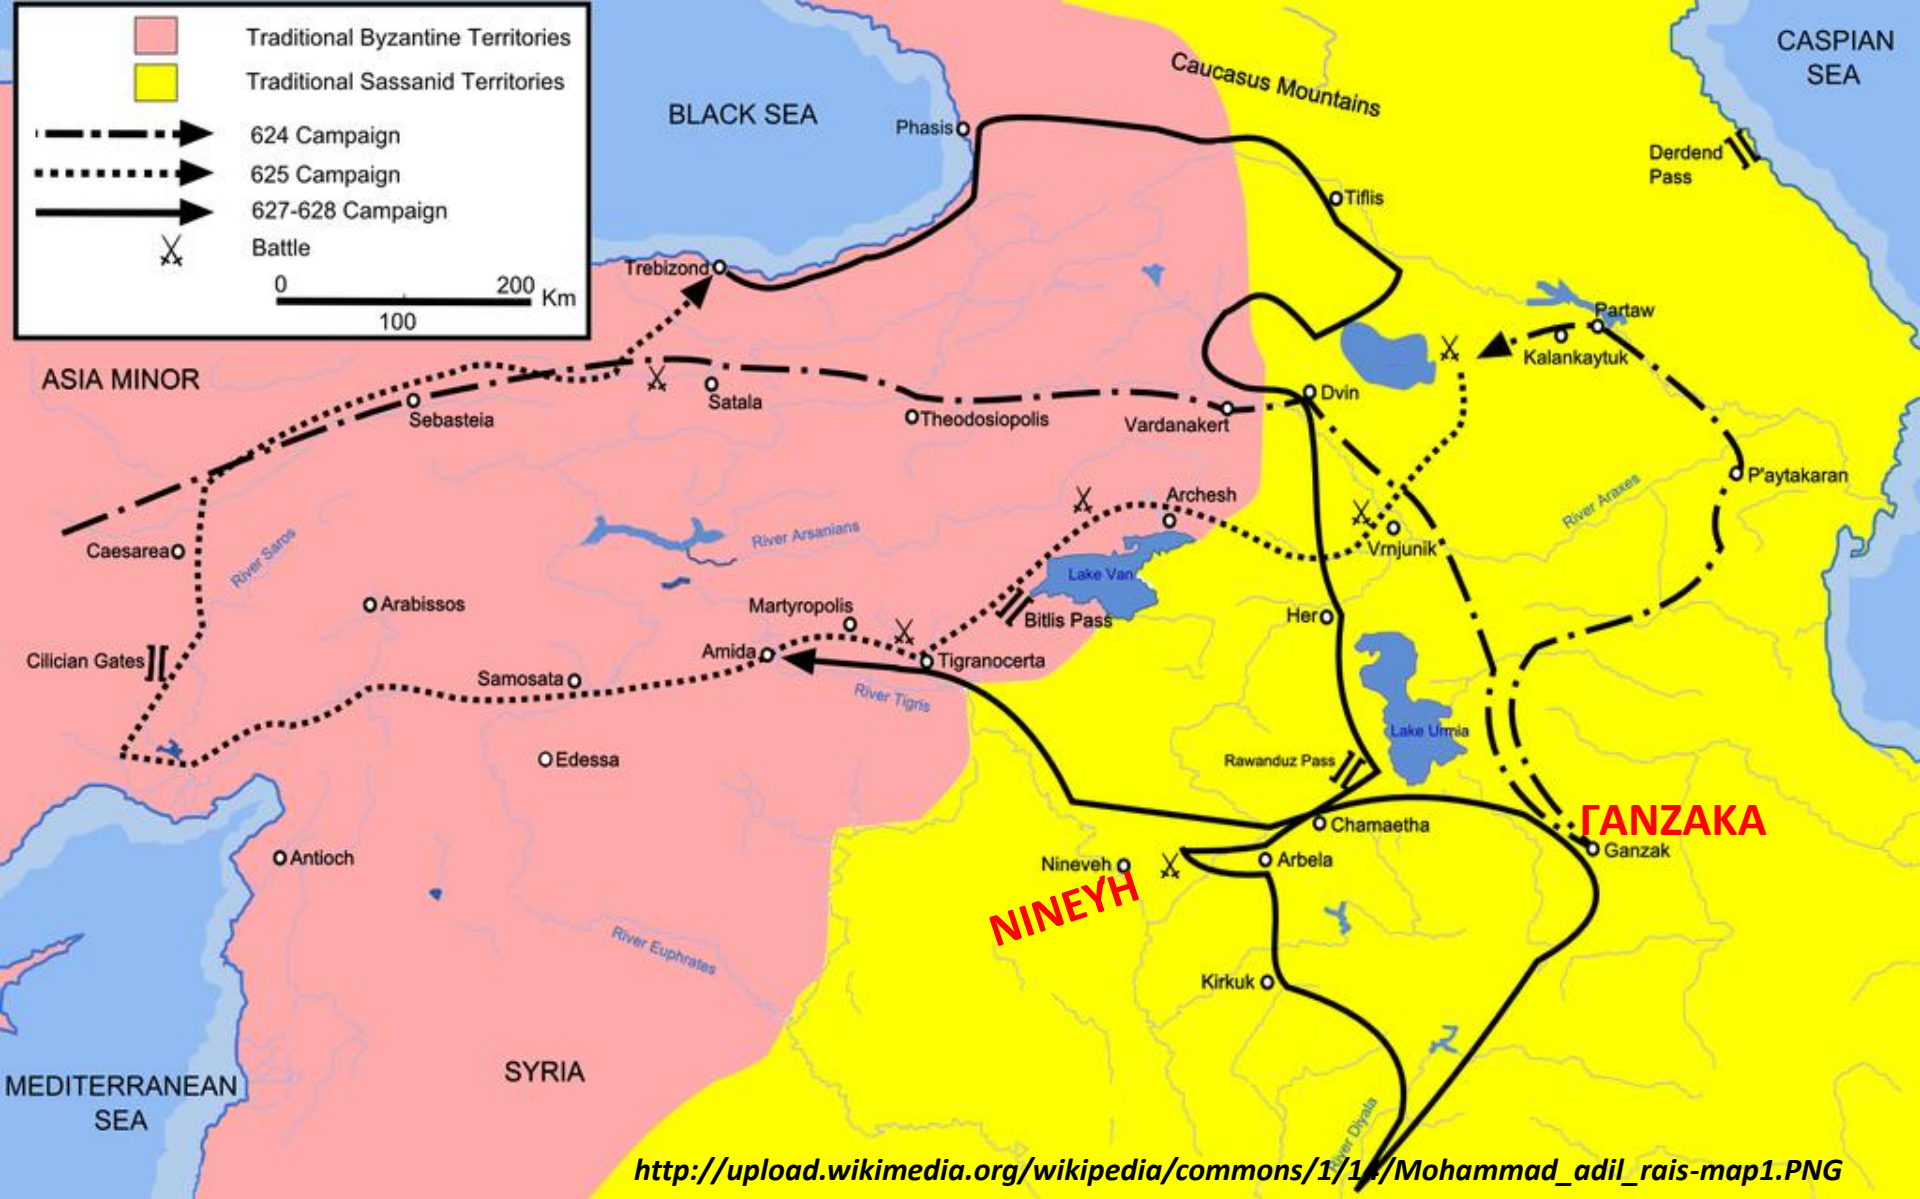 Traditional Byzantine Territories
Traditional Sassanid Territories
624 Campaign
625 Campaign
627-628 Campaign
Battle
0 200 Km
100
BLACK SEA
CASPIAN
SEA
Caucasus Mountains
Phasis
Derdend
Pass
Tiflis
Trebizond
Partaw
Kalankaytuk
ASIA MINOR
Sebasteia
Satala
Theodosiopolis
Vardanakert
Dvin
P'aytakaran
Archesh
River Araxes
Vrnjunik
Caesarea
River Saros
River Arsanians
Lake Van
Arabissos
Martyropolis
Bitlis Pass
Her
Cilician Gates
Amida
Tigranocerta
Samosata
River Tigris
Lake Urmia
Edessa
Rawanduz Pass
ΓΑΝΖΑΚΑ
Chamaetha
Ganzak
Antioch
Nineveh
Arbela
ΝΙΝΕΥΉ
River Euphrates
Kirkuk
SYRIA
MEDITERRANEAN
SEA
River Diyala
http://upload.wikimedia.org/wikipedia/commons/1/14/Mohammad_adil_rais-map1.PNG